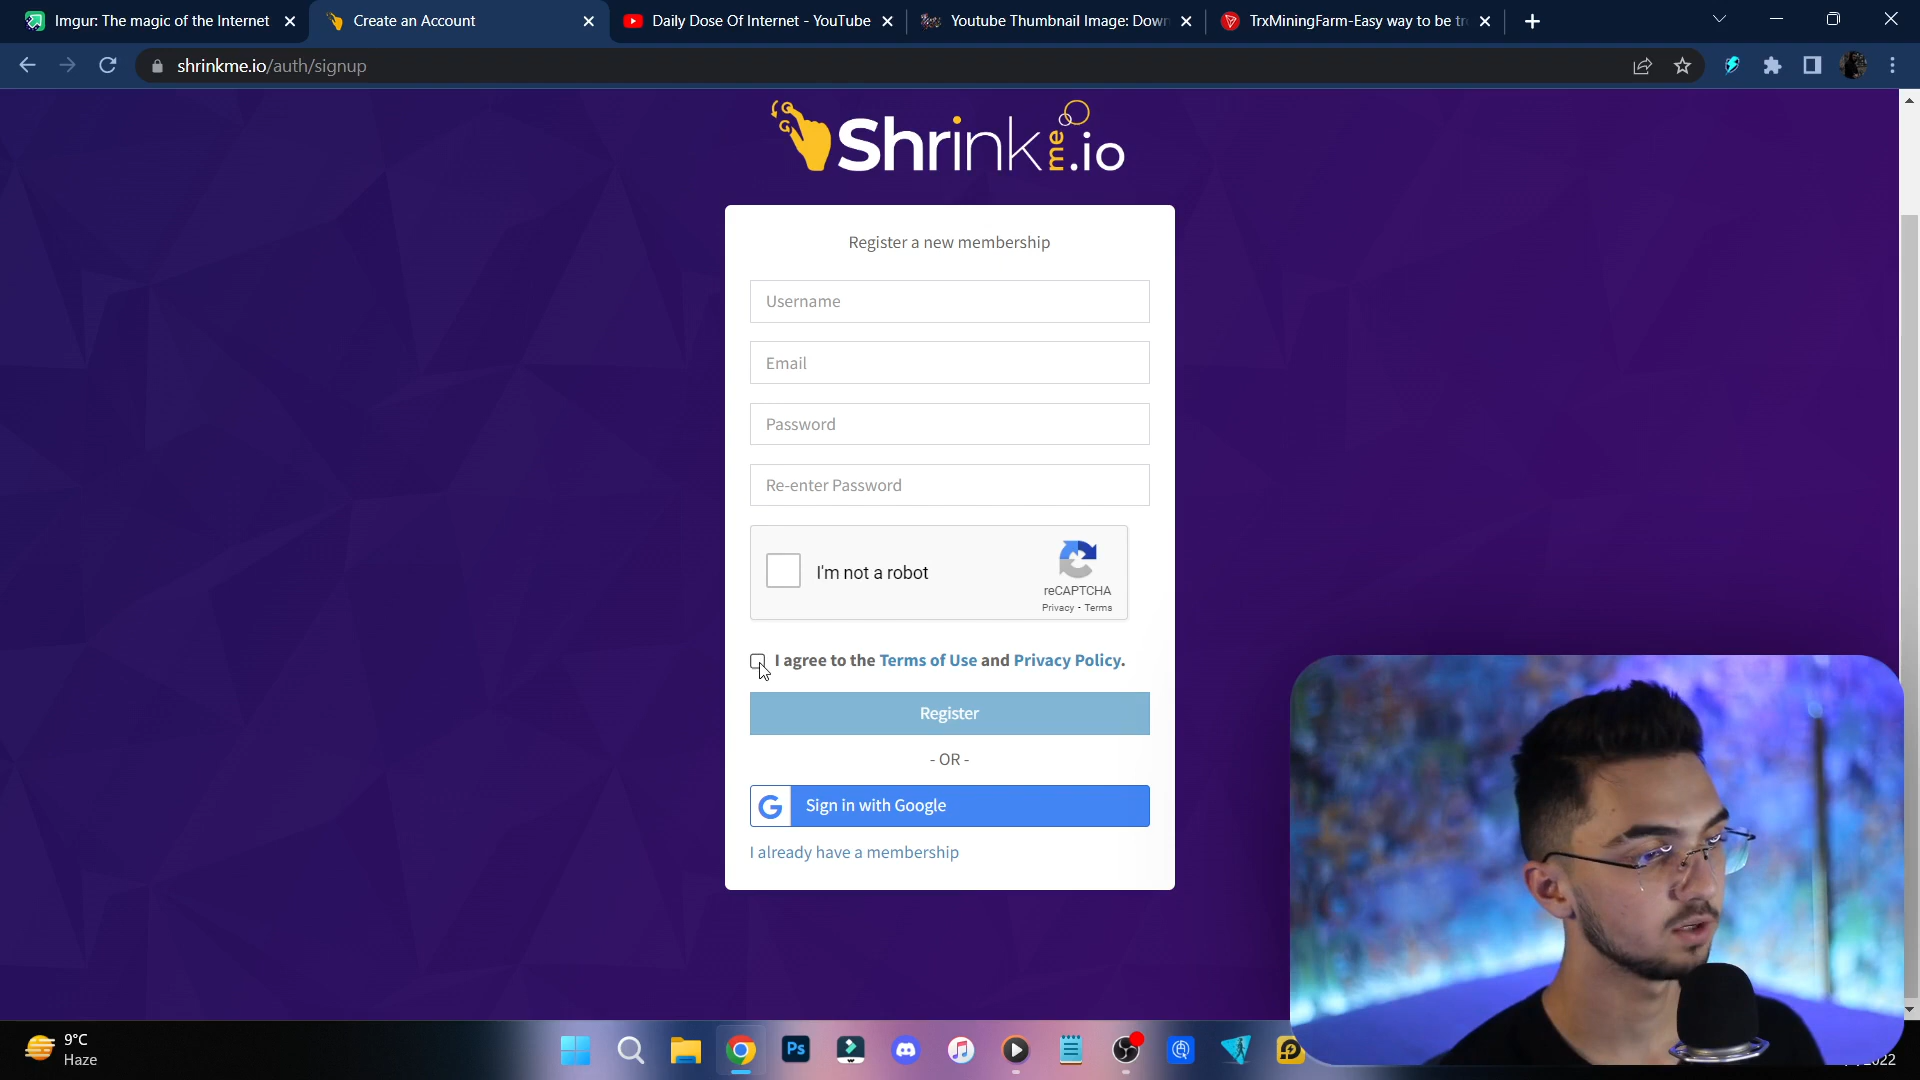 Imgur: The magic of the Internet
Create an Account
Daily Dose Of Internet - YouTube
Youtube Thumbnail Image: Down
TrxMiningFarm-Easy way to be tr
shrinkme.io/auth/signup
Shrink me .io
Register a new membership
Username
Email
Password
Re-enter Password
I'm not a robot
reCAPTCHA
Privacy - Terms
I agree to the Terms of Use and Privacy Policy.
Register
- OR -
Sign in with Google
I already have a membership
9°C
Haze
Ps